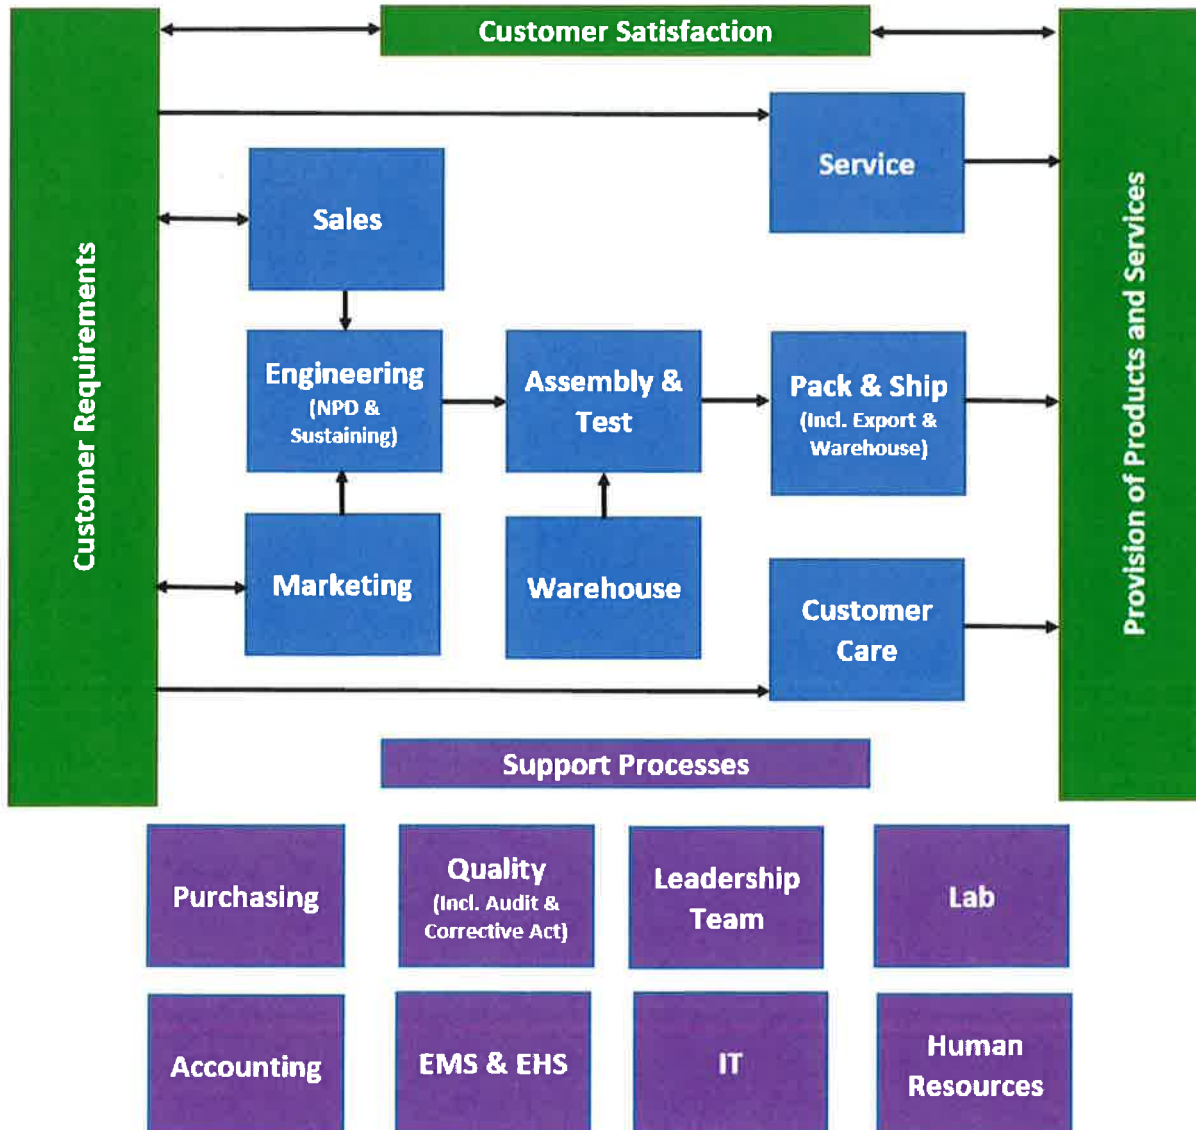 Customer Satisfaction
Customer Requirements
Provision of Products and Services
Service
Sales
Engineering
(NPD &
Sustaining)
Assembly &
Test
Pack & Ship
(Incl. Export &
Warehouse)
Marketing
Warehouse
Customer
Care
Support Processes
Purchasing
Quality
(Incl. Audit &
Corrective Act)
Leadership
Team
Lab
Accounting
EMS & EHS
IT
Human
Resources